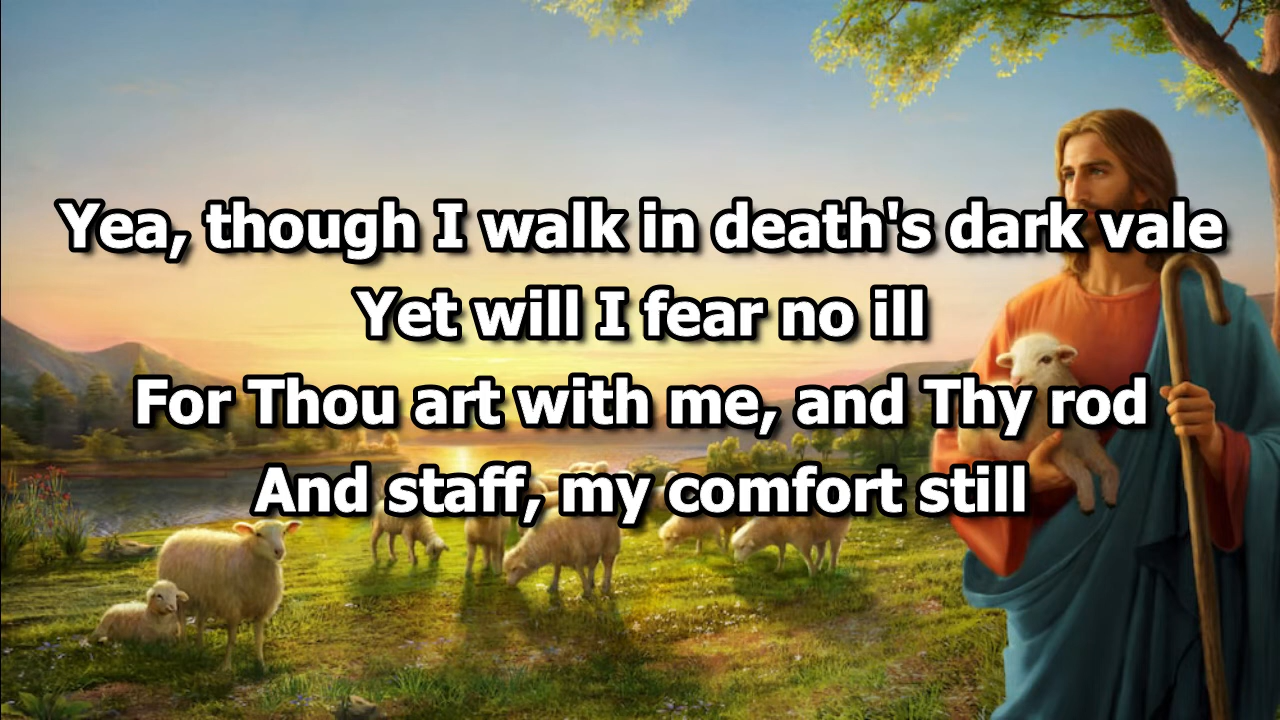 Yea, though I walk in death's dark vale
Yet will I fear no ill
For Thou art with me, and Thy rod
And staff, my comfort still